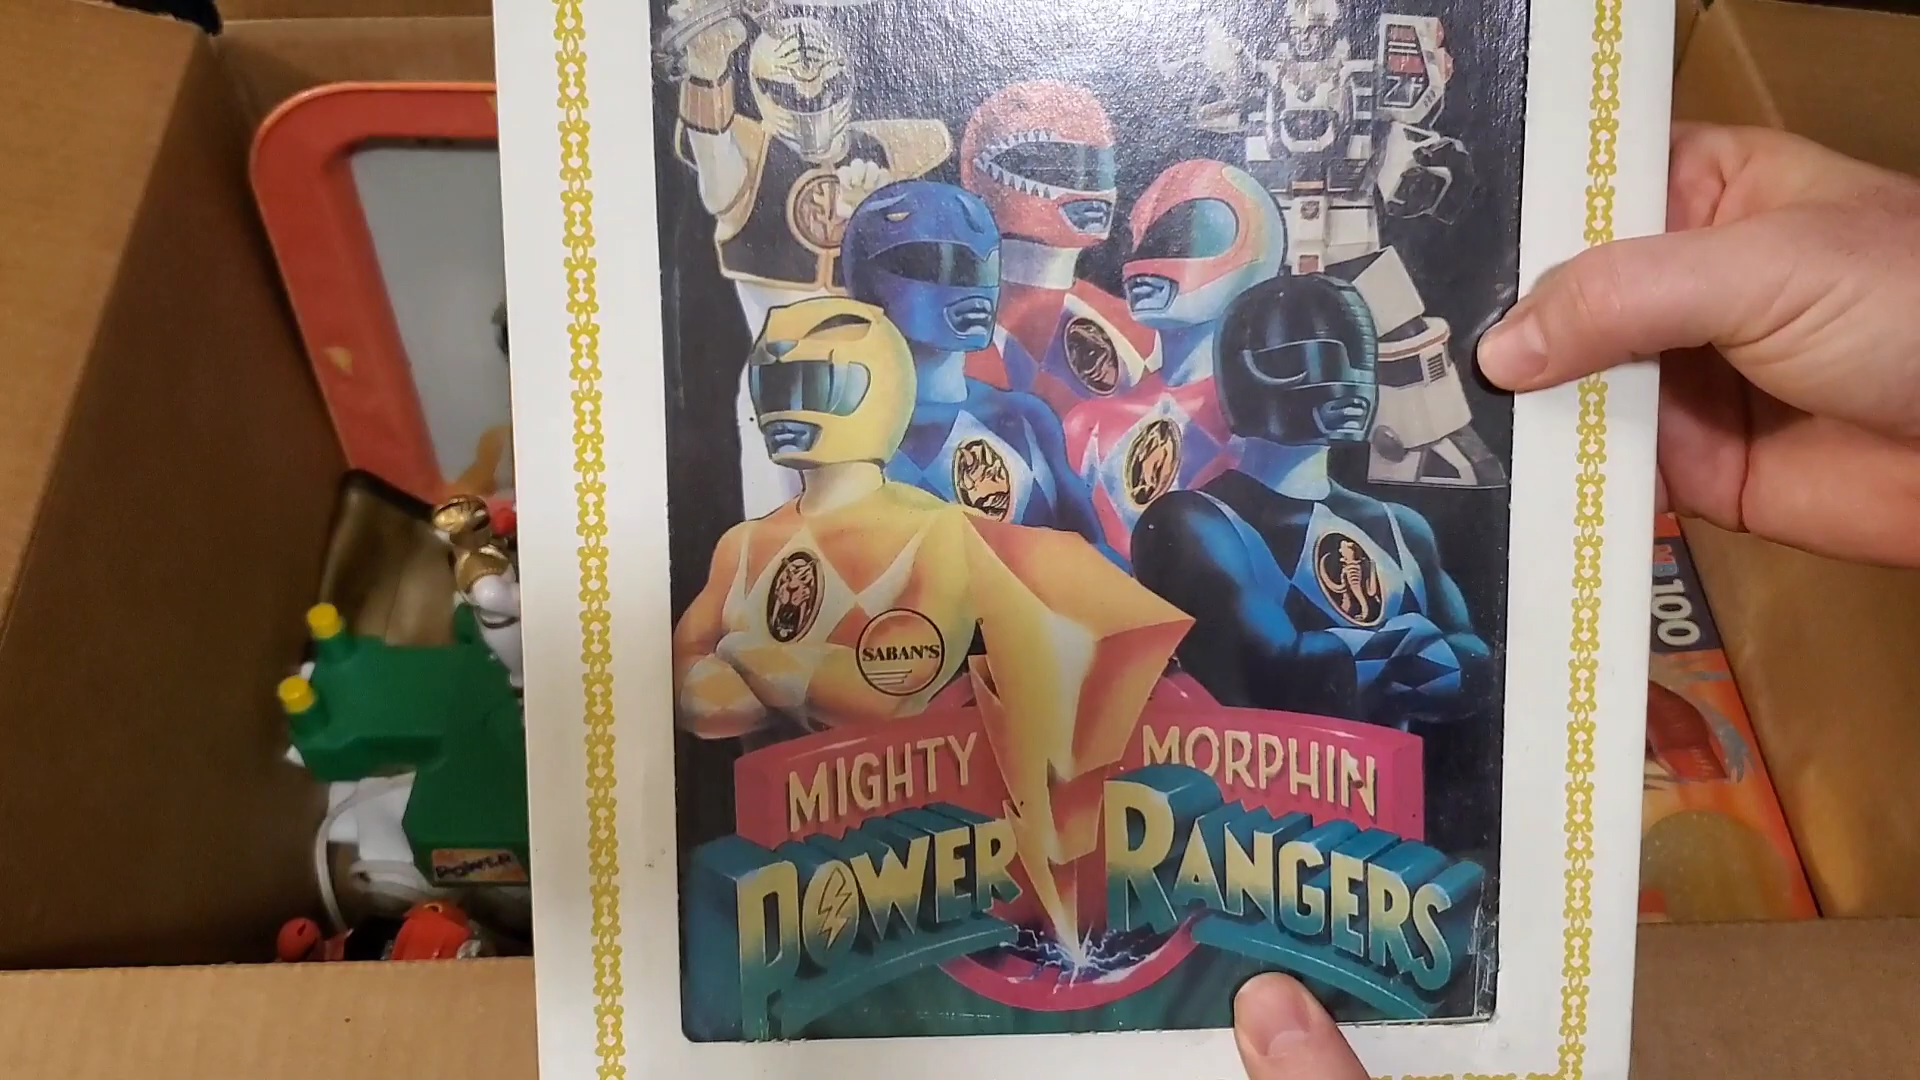 SABAN'S
MIGHTY MORPHIN
POWER RANGERS
POWER
100